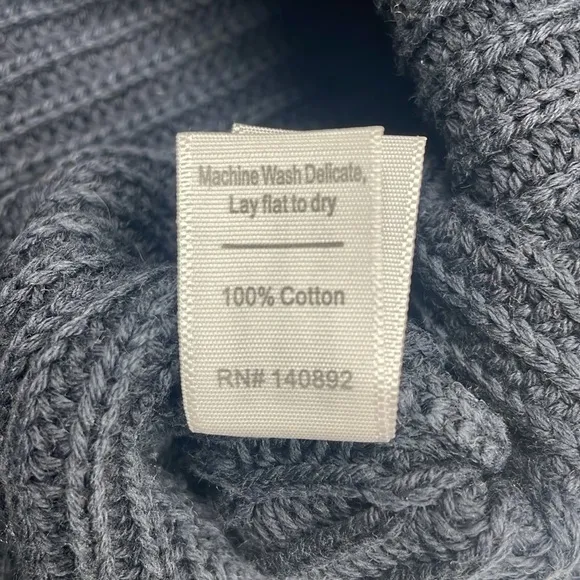 Machine Wash Delicate,
Lay flat to dry
100% Cotton
RN# 140892